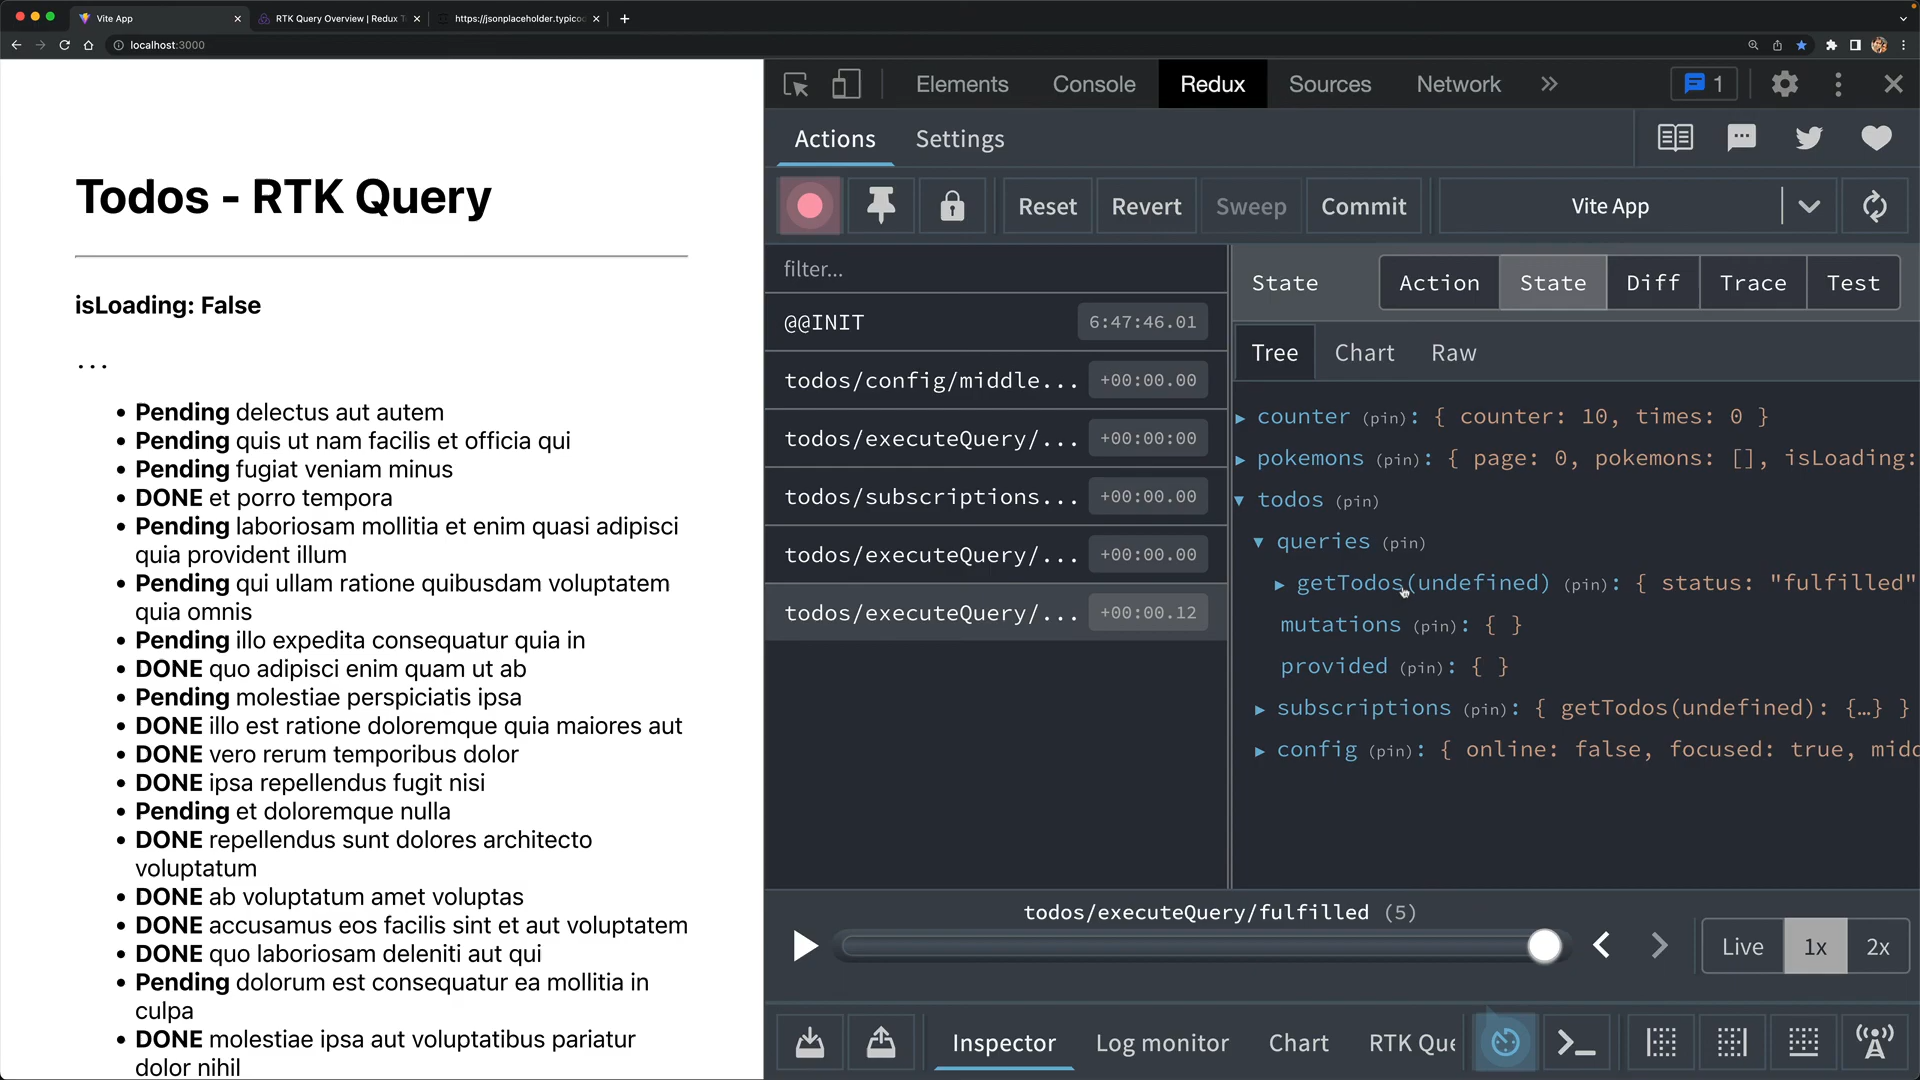 Vite App
RTK Query Overview | Redux T
https://jsonplaceholder.typico
localhost:3000
Todos - RTK Query
isLoading: False
...
• Pending delectus aut autem
• Pending quis ut nam facilis et officia qui
• Pending fugiat veniam minus
• DONE et porro tempora
• Pending laboriosam mollitia et enim quasi adipisci
quia provident illum
• Pending qui ullam ratione quibusdam voluptatem
quia omnis
• Pending illo expedita consequatur quia in
• DONE quo adipisci enim quam ut ab
• Pending molestiae perspiciatis ipsa
• DONE illo est ratione doloremque quia maiores aut
• DONE vero rerum temporibus dolor
• DONE ipsa repellendus fugit nisi
• Pending et doloremque nulla
• DONE repellendus sunt dolores architecto
voluptatum
• DONE ab voluptatum amet voluptas
• DONE accusamus eos facilis sint et aut voluptatem
• DONE quo laboriosam deleniti aut qui
• Pending dolorum est consequatur ea mollitia in
culpa
• DONE molestiae ipsa aut voluptatibus pariatur
dolor nihil
Elements Console Redux Sources Network 1
Actions Settings
Reset Revert Sweep Commit Vite App
filter...
@@INIT 6:47:46.01
todos/config/middle... +00:00.00
todos/executeQuery/... +00:00:00
todos/subscriptions... +00:00.00
todos/executeQuery/... +00:00.00
todos/executeQuery/... +00:00.12
State Action State Diff Trace Test
Tree Chart Raw
counter (pin): { counter: 10, times: 0 }
pokemons (pin): { page: 0, pokemons: [], isLoading:
todos (pin)
queries (pin)
getTodos(undefined) (pin): { status: "fulfilled"
mutations (pin): { }
provided (pin): { }
subscriptions (pin): { getTodos(undefined): {…} }
config (pin): { online: false, focused: true, midd
todos/executeQuery/fulfilled (5)
Live 1x 2x
Inspector Log monitor Chart RTK Que